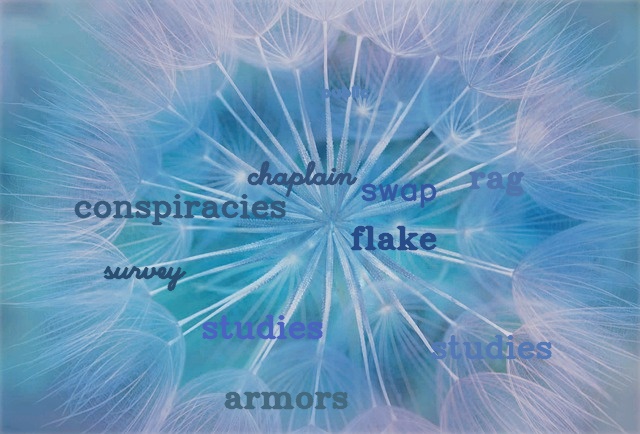 chaplain
swap
rag
conspiracies
flake
survey
studies
studies
armors